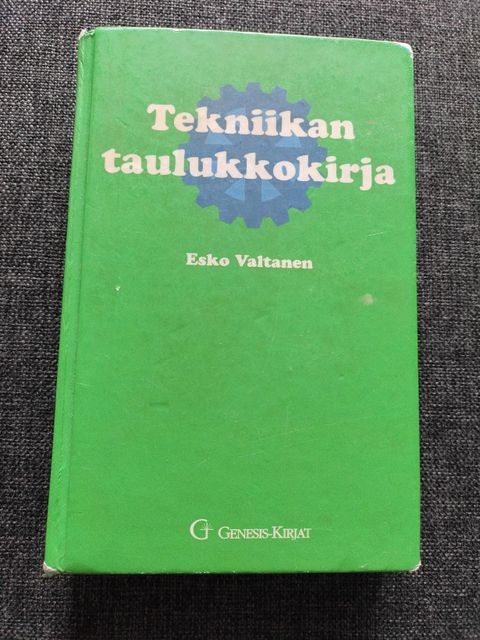 Tekniikan
taulukkokirja
Esko Valtanen
GENESIS-KIRJAT